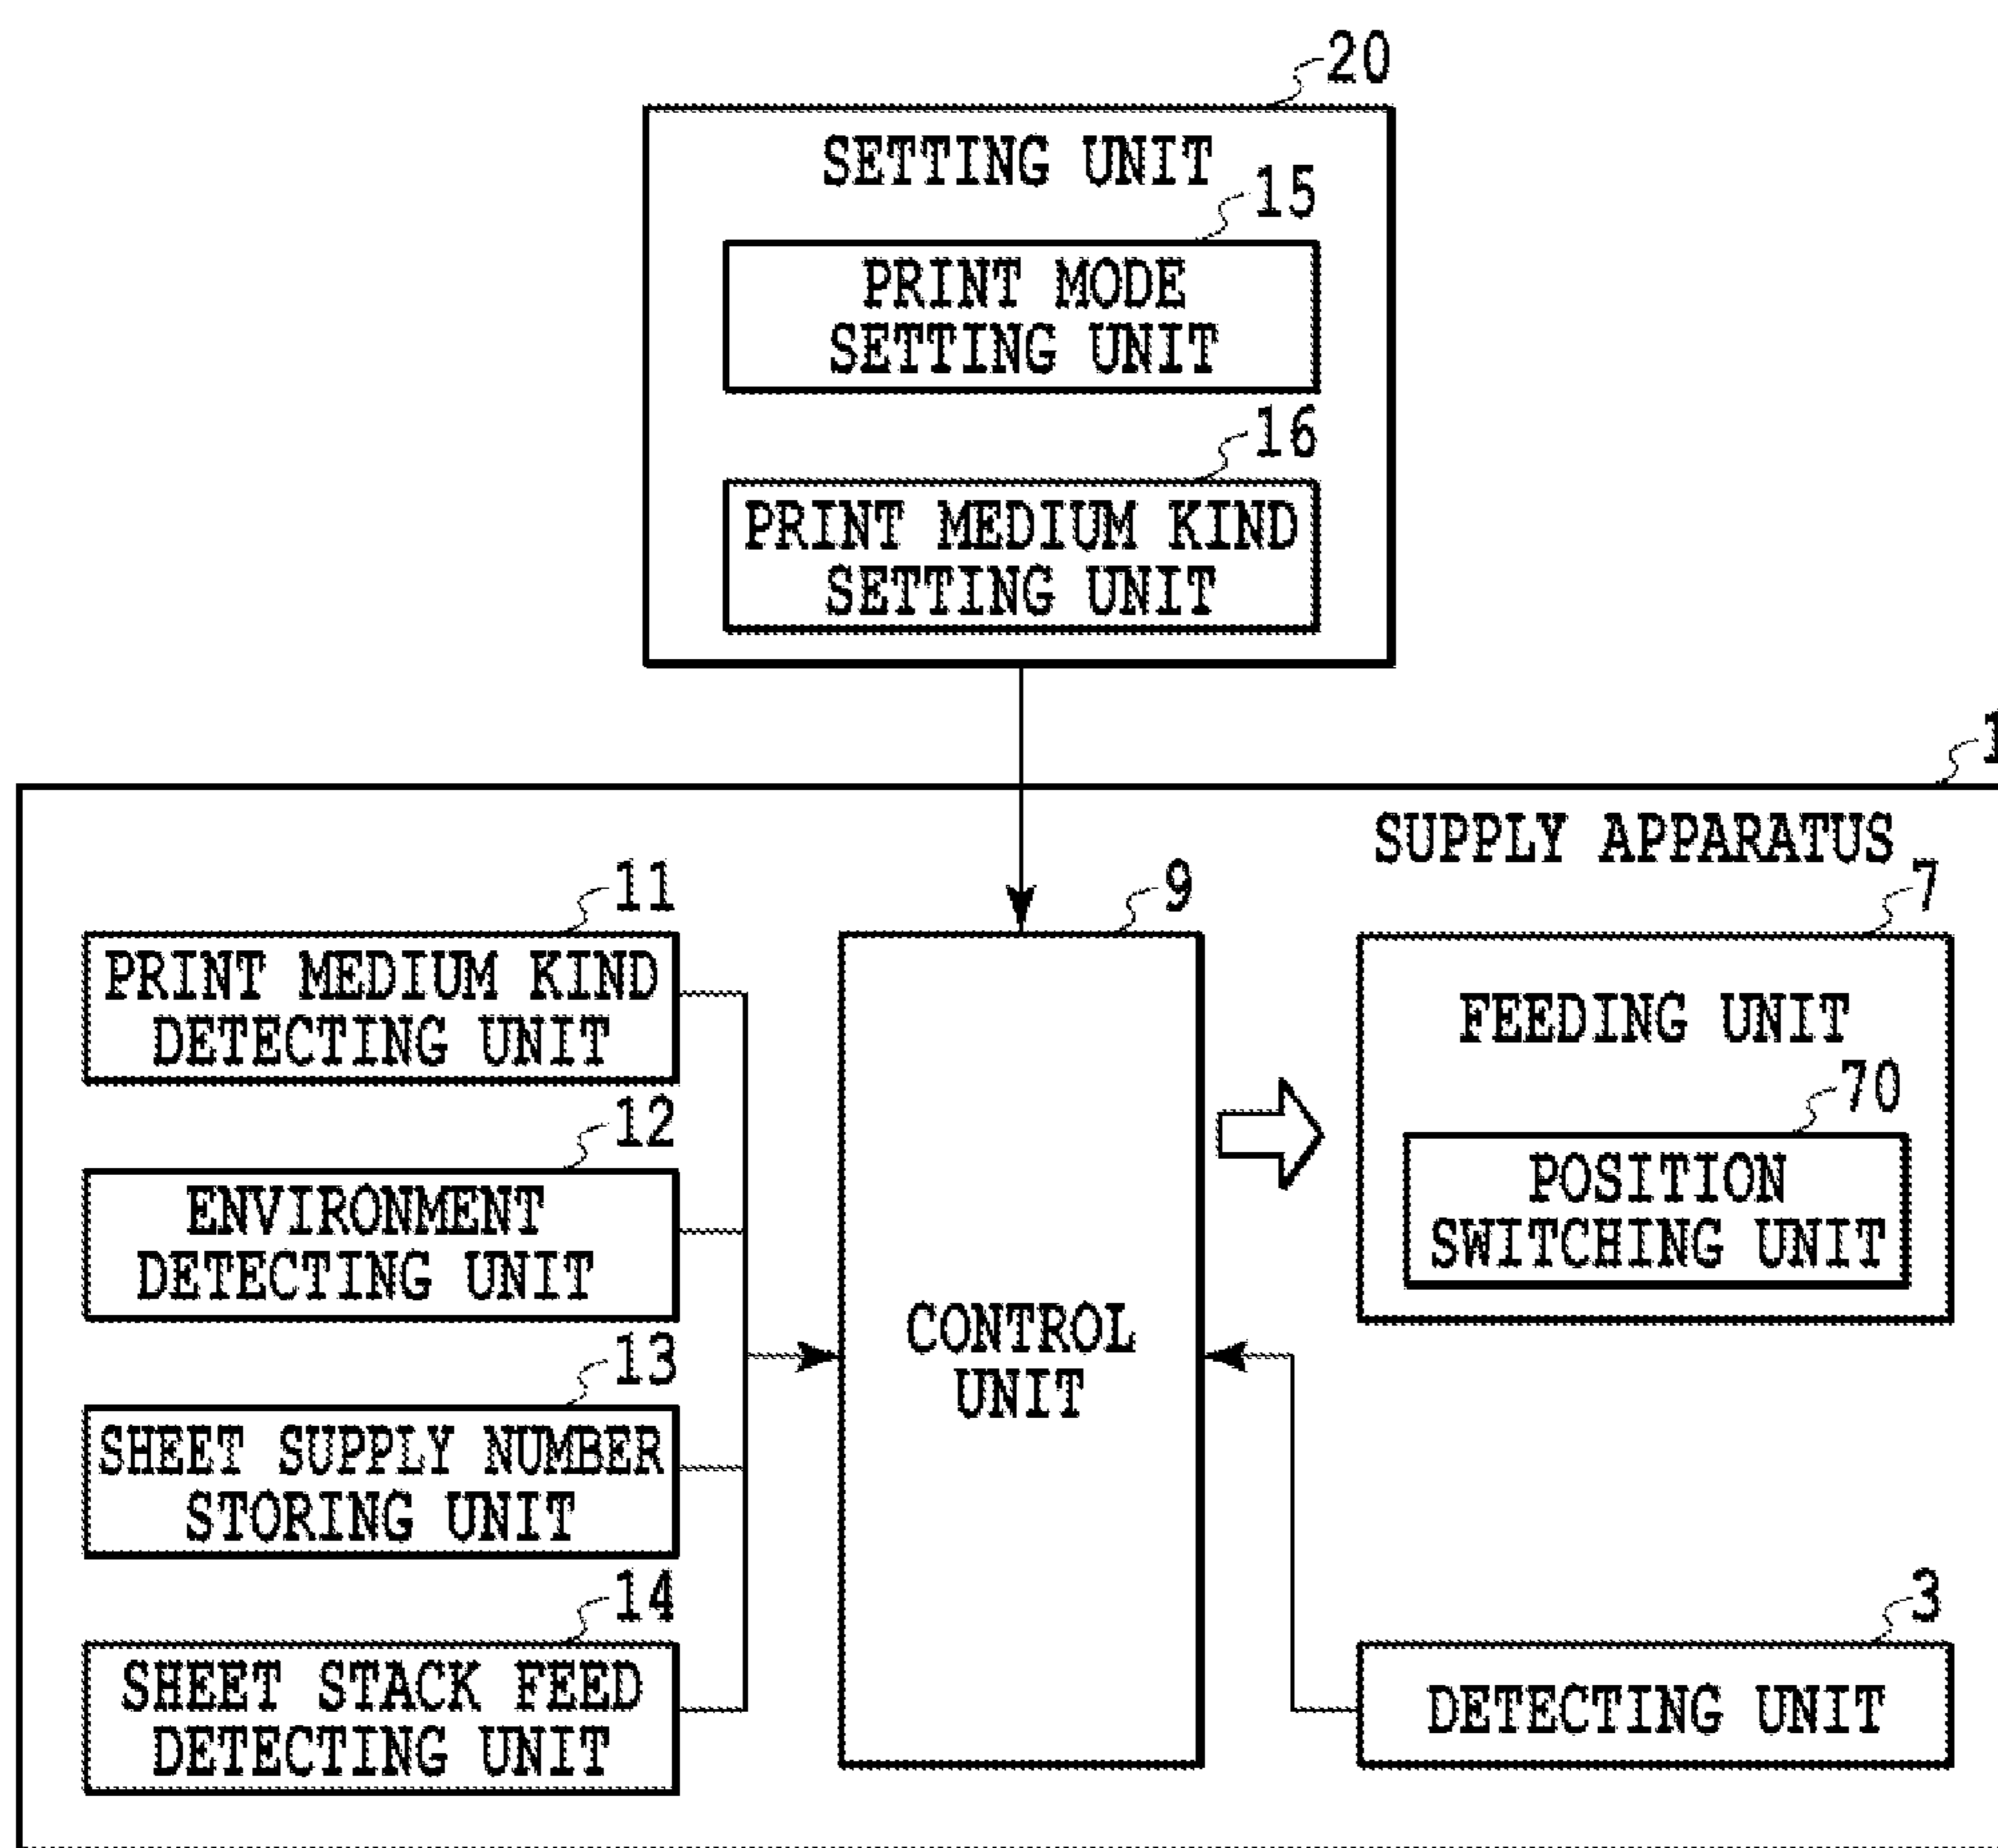 20
SETTING UNIT
15
PRINT MODE
SETTING UNIT
16
PRINT MEDIUM KIND
SETTING UNIT
1
SUPPLY APPARATUS
11
PRINT MEDIUM KIND
DETECTING UNIT
12
ENVIRONMENT
DETECTING UNIT
13
SHEET SUPPLY NUMBER
STORING UNIT
14
SHEET STACK FEED
DETECTING UNIT
9
CONTROL
UNIT
7
FEEDING UNIT
70
POSITION
SWITCHING UNIT
3
DETECTING UNIT